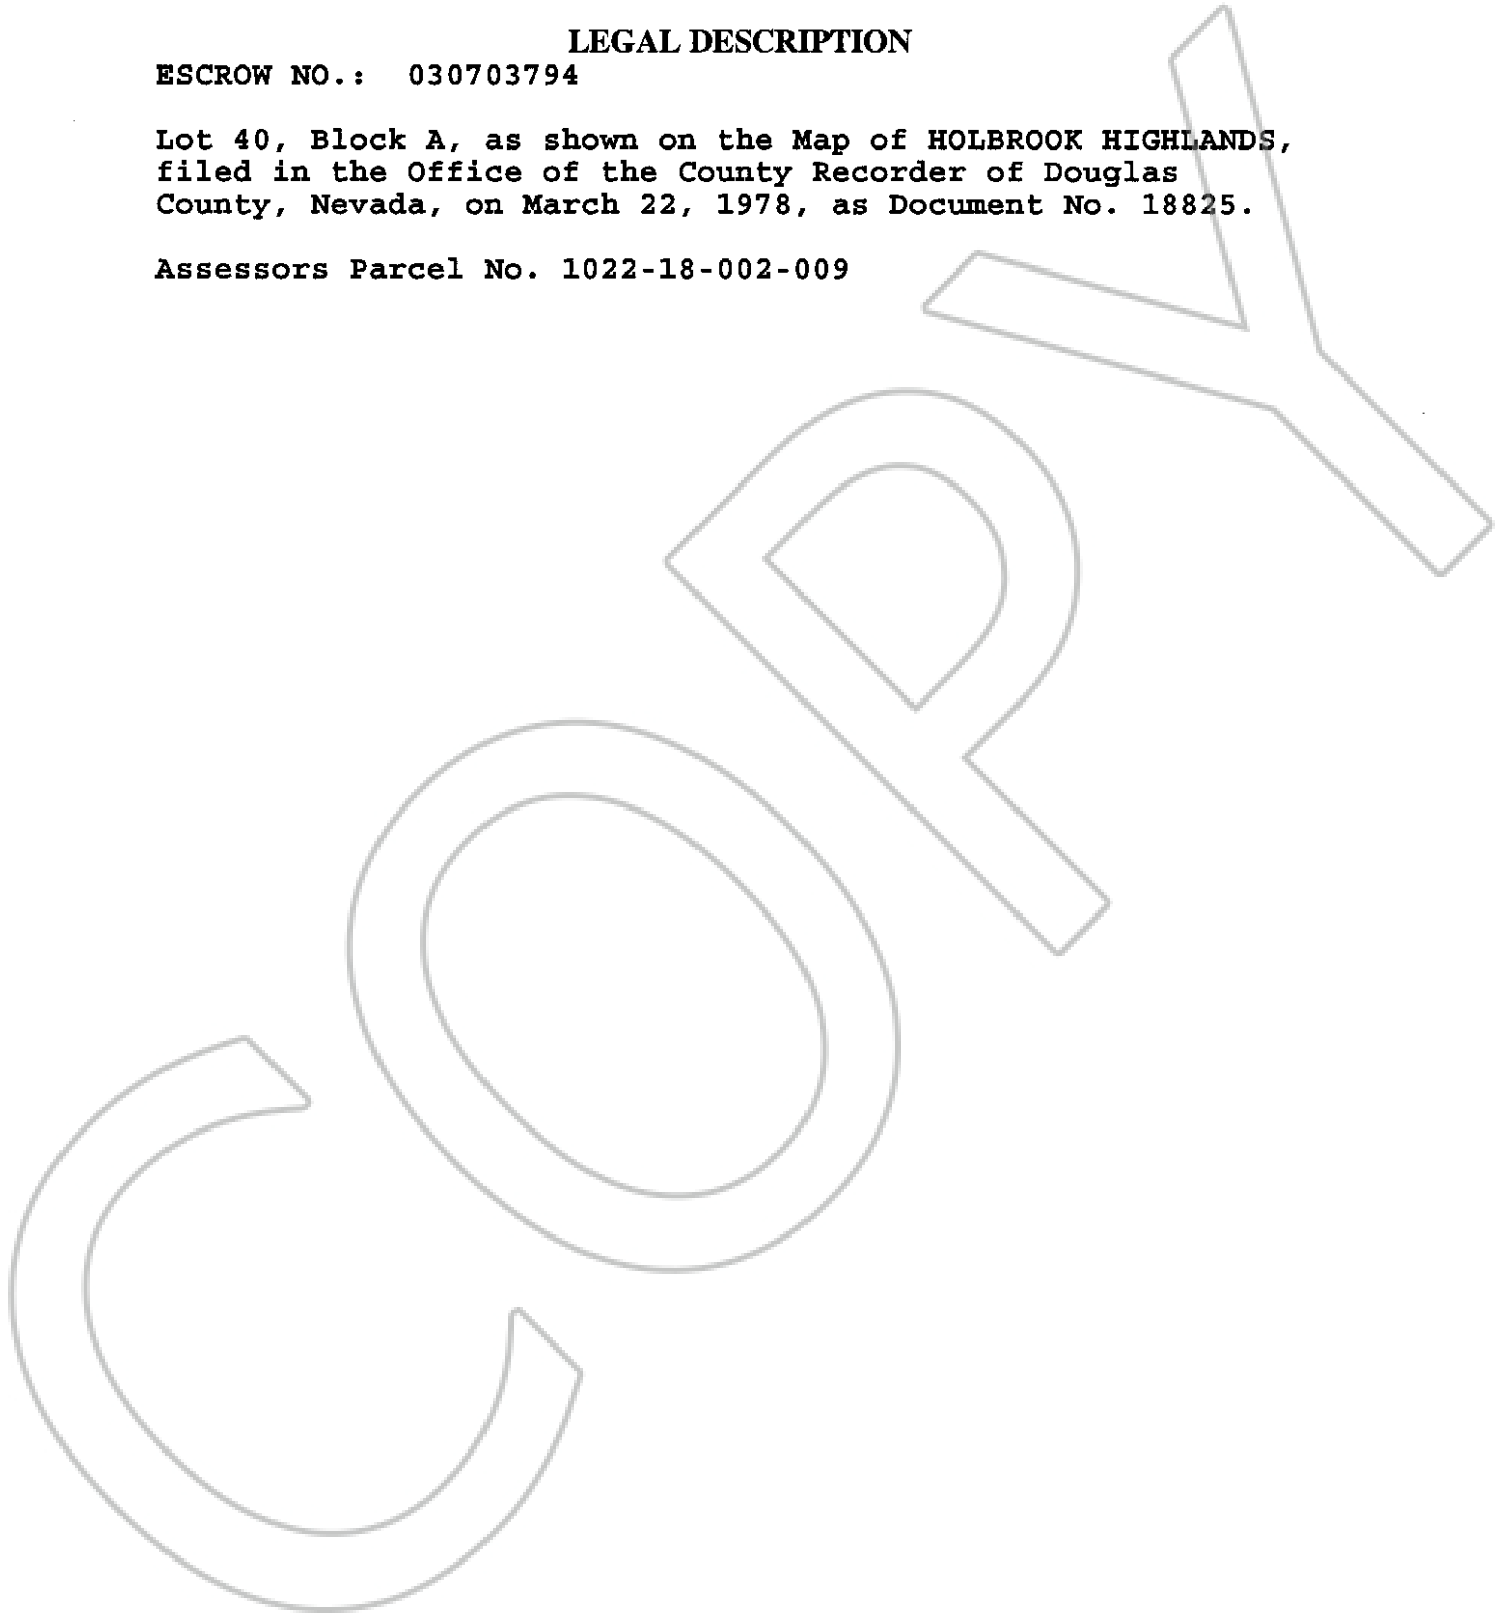 LEGAL DESCRIPTION
ESCROW NO.: 030703794
Lot 40, Block A, as shown on the Map of HOLBROOK HIGHLANDS,
filed in the Office of the County Recorder of Douglas
County, Nevada, on March 22, 1978, as Document No. 18825.
Assessors Parcel No. 1022-18-002-009
COPY